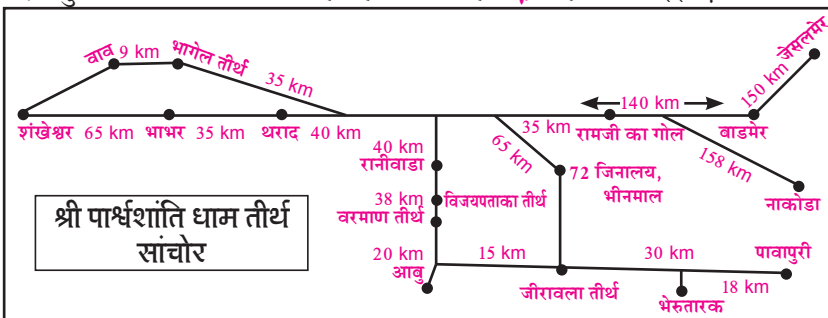 वाव 9 km भागेल तीर्थ
35 km
जेसलमेर
150 km
140 km
शंखेश्वर 65 km भाभर 35 km थराद 40 km
35 km रामजी का गोल
वाडमेर
40 km
रानीवाडा
65 km
72 जिनालय,
भीनमाल
158 km
नाकोडा
38 km विजयपताका तीर्थ
वरमाण तीर्थ
श्री पार्श्वशांति धाम तीर्थ
सांचोर
20 km
आबु
15 km
30 km
पावापुरी
जीरावला तीर्थ
भेरुतारक
18 km